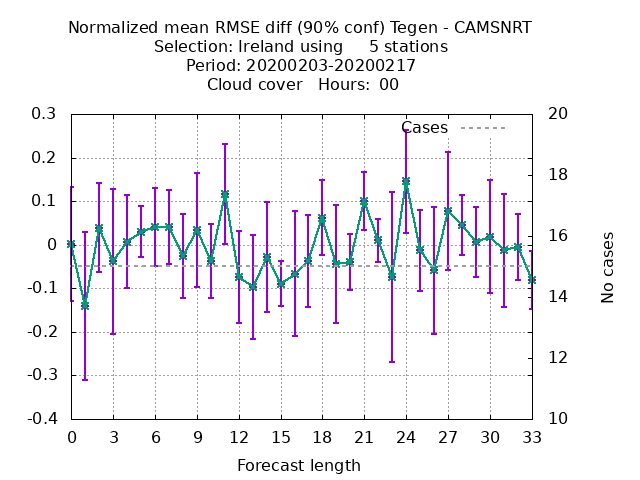 Normalized mean RMSE diff (90% conf) Tegen - CAMSNRT
Selection: Ireland using 5 stations
Period: 20200203-20200217
Cloud cover Hours: 00
Cases
0.3
0.2
0.1
0
-0.1
-0.2
-0.3
-0.4
20
18
16
14
12
10
No cases
0 3 6 9 12 15 18 21 24 27 30 33
Forecast length